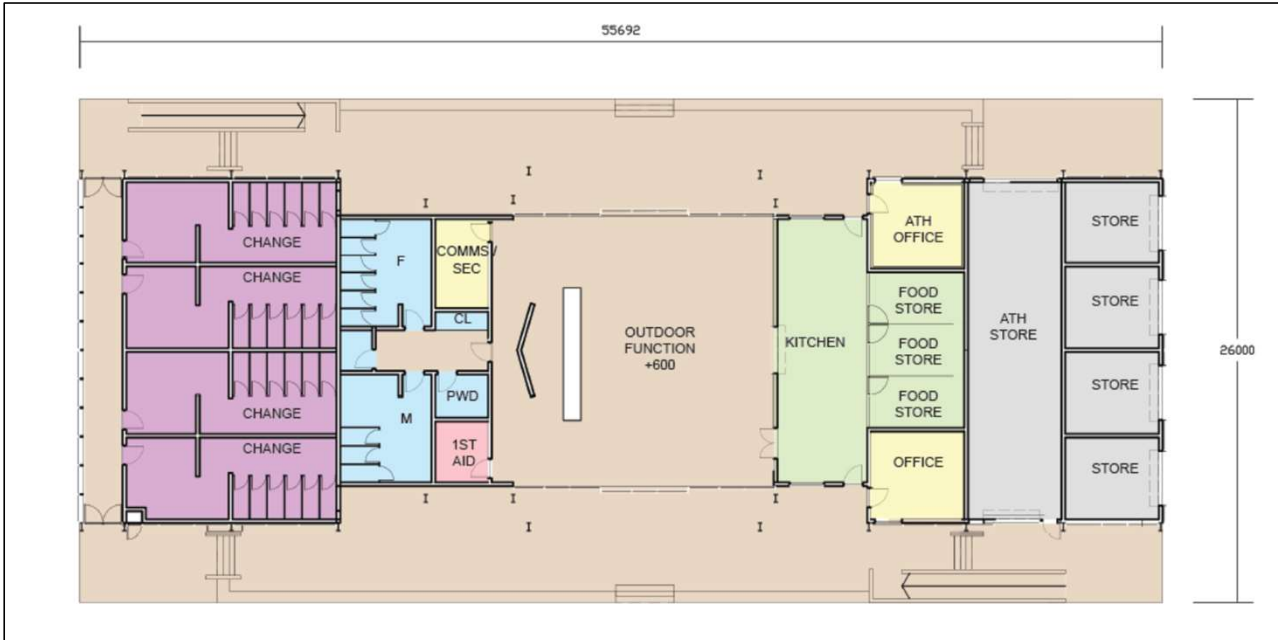 55692
CHANGE
CHANGE
CHANGE
CHANGE
F
COMMS /
SEC
CL
PWD
M
1ST
AID
OUTDOOR
FUNCTION
+600
KITCHEN
ATH
OFFICE
FOOD
STORE
FOOD
STORE
FOOD
STORE
OFFICE
ATH
STORE
STORE
STORE
STORE
STORE
26000